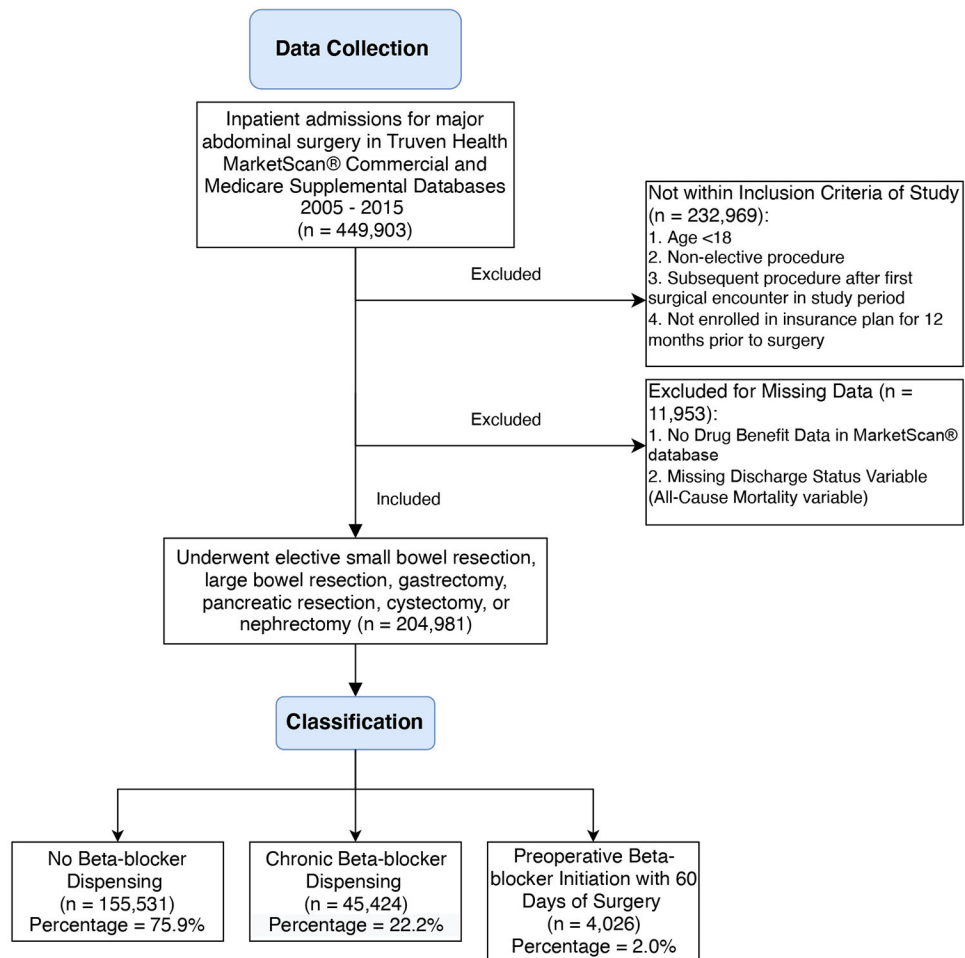 Data Collection
Inpatient admissions for major
abdominal surgery in Truven Health
MarketScan® Commercial and
Medicare Supplemental Databases
2005 - 2015
(n = 449,903)
Excluded
Not within Inclusion Criteria of Study
(n = 232,969):
1. Age <18
2. Non-elective procedure
3. Subsequent procedure after first
surgical encounter in study period
4. Not enrolled in insurance plan for 12
months prior to surgery
Excluded
Excluded for Missing Data (n =
11,953):
1. No Drug Benefit Data in MarketScan®
database
2. Missing Discharge Status Variable
(All-Cause Mortality variable)
Included
Underwent elective small bowel resection,
large bowel resection, gastrectomy,
pancreatic resection, cystectomy, or
nephrectomy (n = 204,981)
Classification
No Beta-blocker
Dispensing
(n = 155,531)
Percentage = 75.9%
Chronic Beta-blocker
Dispensing
(n = 45,424)
Percentage = 22.2%
Preoperative Beta-
blocker Initiation with 60
Days of Surgery
(n = 4,026)
Percentage = 2.0%